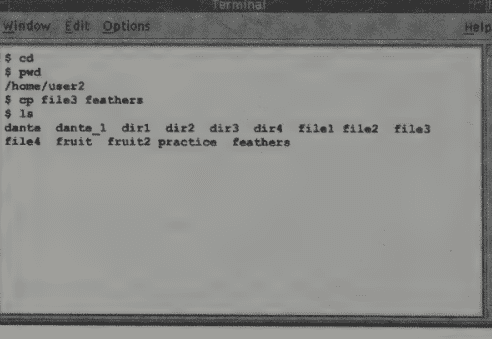 Terminal
Window Edit Options Help
$ cd
$ pwd
/home/user2
$ cp file3 feathers
$ ls
dante dante_1 dir1 dir2 dir3 dir4 file1 file2 file3
file4 fruit fruit2 practice feathers